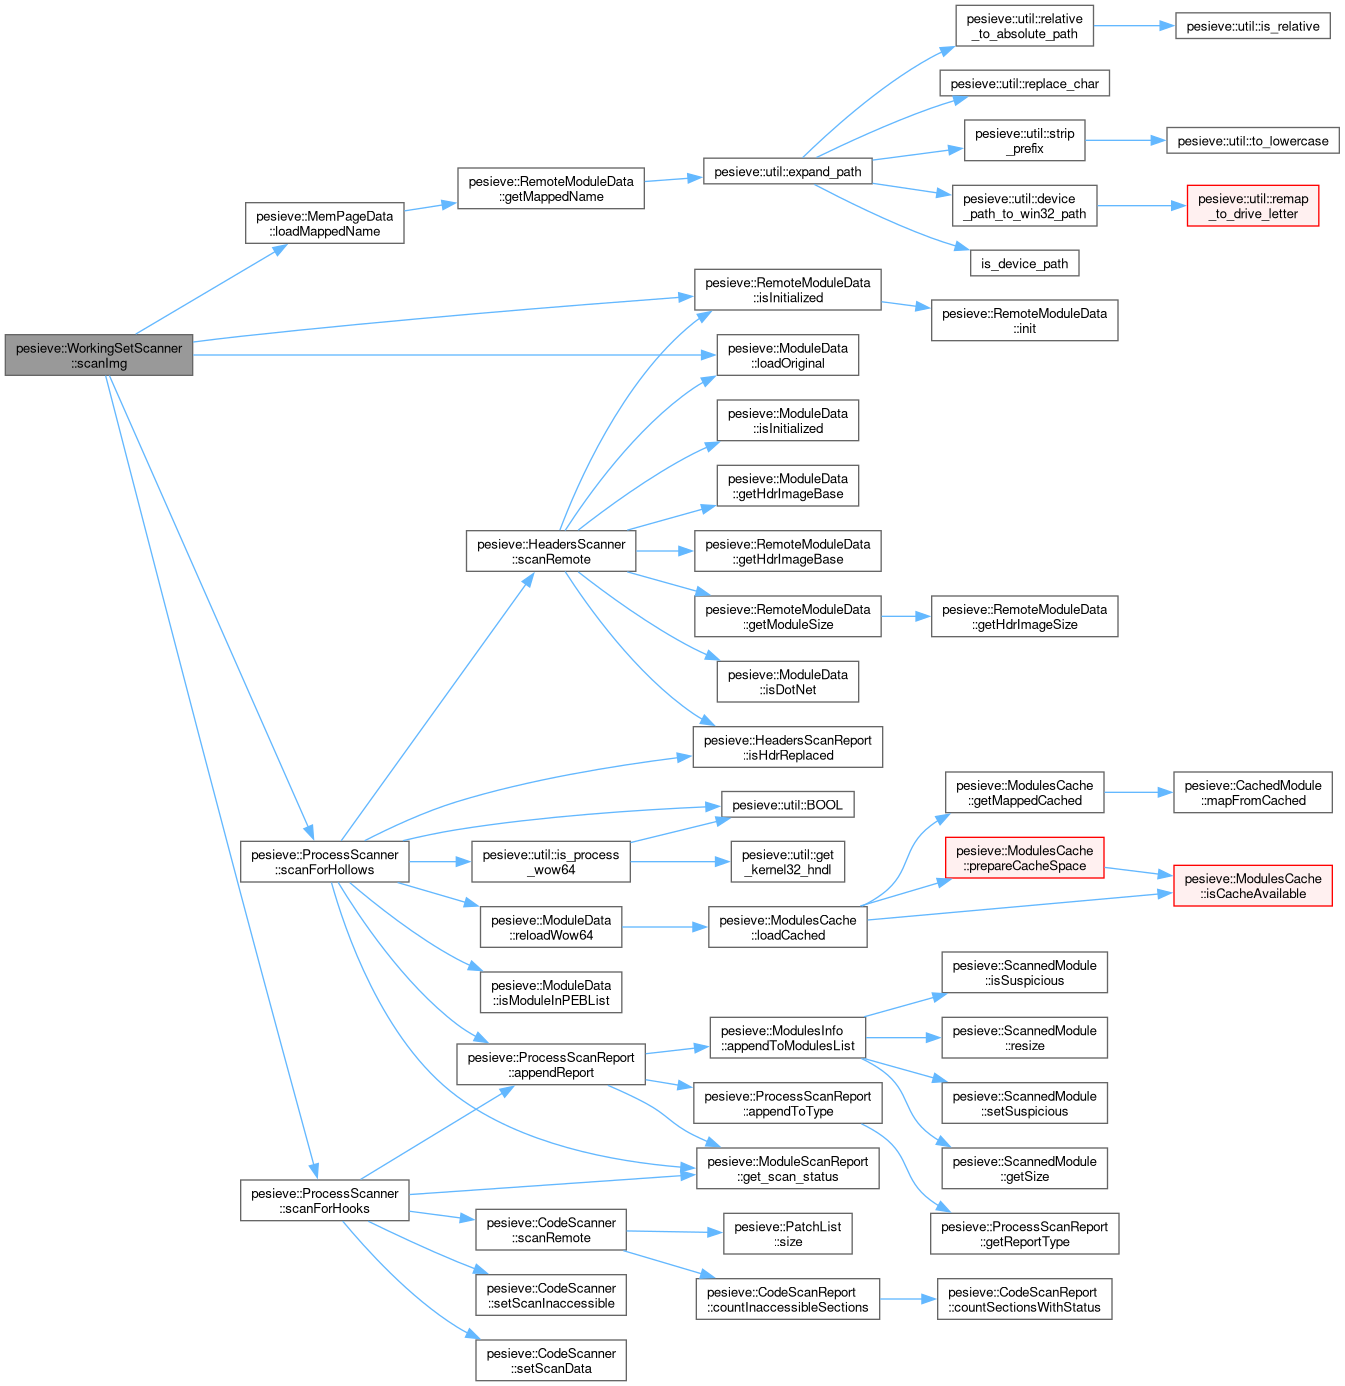 pesieve::WorkingSetScanner
::scanImg
pesieve::MemPageData
::loadMappedName
pesieve::RemoteModuleData
::getMappedName
pesieve::util::expand_path
pesieve::util::relative
_to_absolute_path
pesieve::util::is_relative
pesieve::util::replace_char
pesieve::util::strip
_prefix
pesieve::util::to_lowercase
pesieve::util::device
_path_to_win32_path
pesieve::util::remap
_to_drive_letter
is_device_path
pesieve::RemoteModuleData
::isInitialized
pesieve::RemoteModuleData
::init
pesieve::ModuleData
::loadOriginal
pesieve::ModuleData
::isInitialized
pesieve::ModuleData
::getHdrImageBase
pesieve::HeadersScanner
::scanRemote
pesieve::RemoteModuleData
::getHdrImageBase
pesieve::RemoteModuleData
::getModuleSize
pesieve::RemoteModuleData
::getHdrImageSize
pesieve::ModuleData
::isDotNet
pesieve::HeadersScanReport
::isHdrReplaced
pesieve::ProcessScanner
::scanForHollows
pesieve::util::BOOL
pesieve::util::is_process
_wow64
pesieve::util::get
_kernel32_hndl
pesieve::ModuleData
::reloadWow64
pesieve::ModulesCache
::loadCached
pesieve::ModulesCache
::getMappedCached
pesieve::CachedModule
::mapFromCached
pesieve::ModulesCache
::prepareCacheSpace
pesieve::ModulesCache
::isCacheAvailable
pesieve::ModuleData
::isModuleInPEBList
pesieve::ProcessScanReport
::appendReport
pesieve::ModulesInfo
::appendToModulesList
pesieve::ScannedModule
::isSuspicious
pesieve::ScannedModule
::resize
pesieve::ScannedModule
::setSuspicious
pesieve::ScannedModule
::getSize
pesieve::ProcessScanReport
::appendToType
pesieve::ProcessScanReport
::getReportType
pesieve::ModuleScanReport
::get_scan_status
pesieve::ProcessScanner
::scanForHooks
pesieve::CodeScanner
::scanRemote
pesieve::PatchList
::size
pesieve::CodeScanReport
::countInaccessibleSections
pesieve::CodeScanReport
::countSectionsWithStatus
pesieve::CodeScanner
::setScanInaccessible
pesieve::CodeScanner
::setScanData